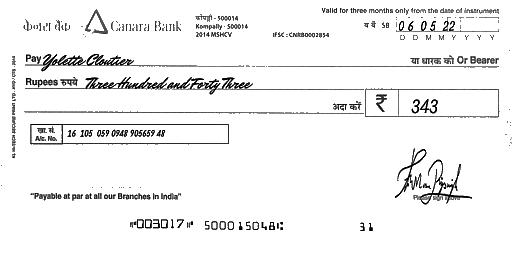 केनरा बैंक Canara Bank
कोंपल्ली - 500014
Kompally - 500014
2014 MSHCV
IFSC : CNRB0002854
Valid for three months only from the date of instrument
SB 06 05 22
D D M M Y Y Y Y
Pay Yolette Cloutier या धारक को Or Bearer
Rupees रुपये Three Hundred and Forty Three
अदा करें ₹ 343
खा. सं.
A/c. No. 16 105 059 0948 905659 48
Please sign above
"Payable at par at all our Branches in India"
⑈003017⑈ 500015048⑆ 31